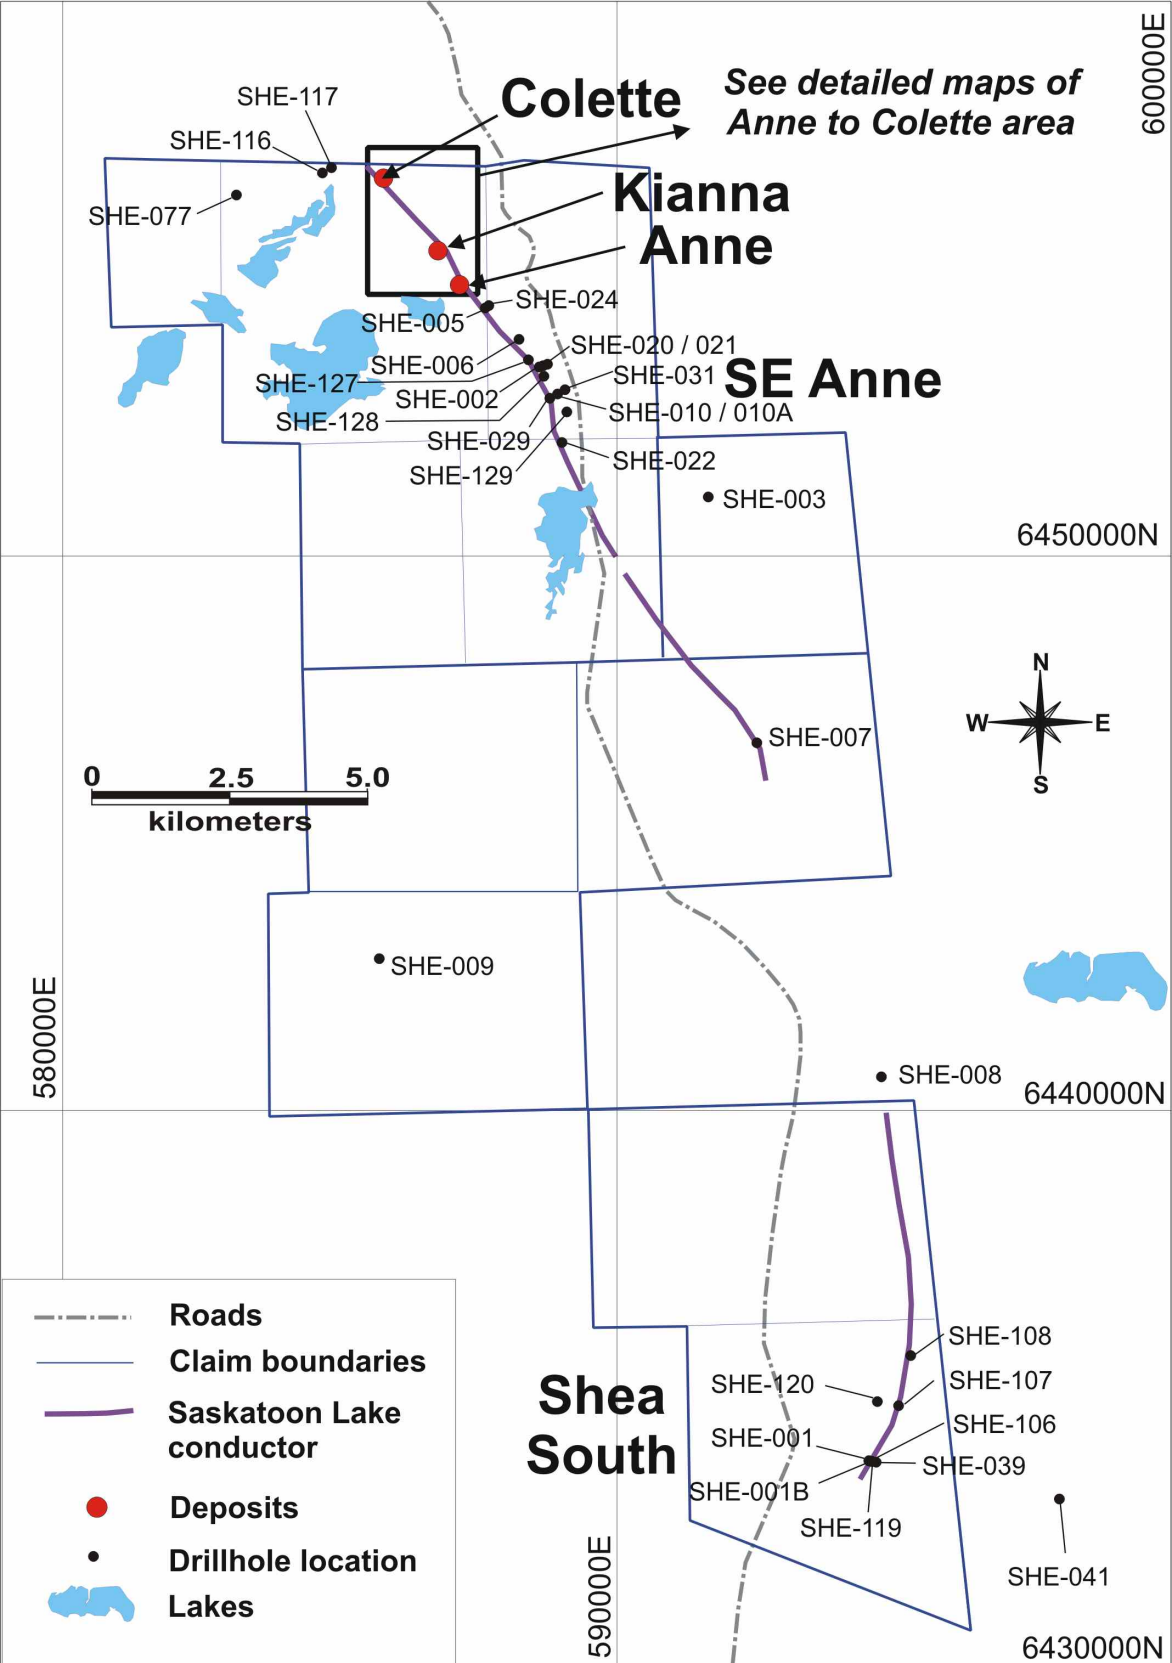 600000E
SHE-117
Colette
See detailed maps of
Anne to Colette area
SHE-116
SHE-077
Kianna
Anne
SHE-024
SHE-005
SHE-020 / 021
SHE-006
SHE-031
SE Anne
SHE-127
SHE-002
SHE-010 / 010A
SHE-128
SHE-029
SHE-022
SHE-129
SHE-003
6450000N
N
W
E
S
SHE-007
0 2.5 5.0
kilometers
SHE-009
580000E
SHE-008
6440000N
Roads
Claim boundaries
Saskatoon Lake
conductor
Deposits
Drillhole location
Lakes
Shea
South
SHE-108
SHE-120
SHE-107
SHE-106
SHE-001
SHE-039
SHE-001B
SHE-119
SHE-041
590000E
6430000N